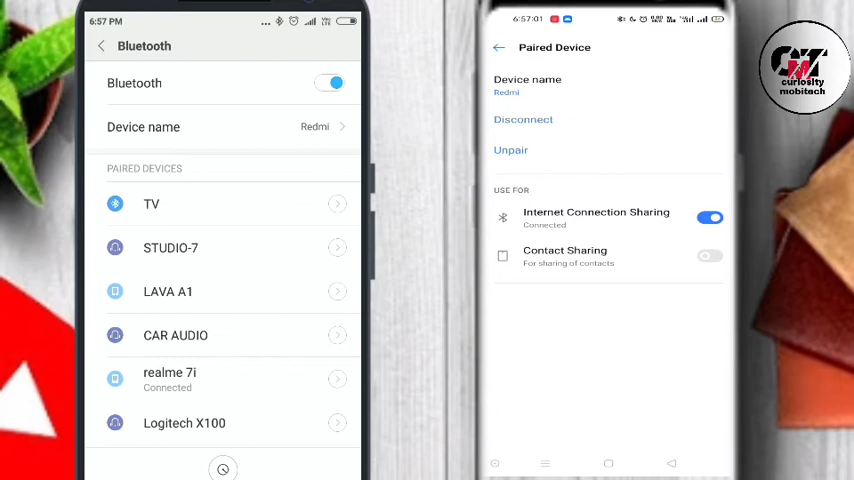 6:57 PM
Bluetooth
Bluetooth
Device name Redmi
PAIRED DEVICES
TV
STUDIO-7
LAVA A1
CAR AUDIO
realme 7i
Connected
Logitech X100
6:57:01
Paired Device
Device name
Redmi
Disconnect
Unpair
USE FOR
Internet Connection Sharing
Connected
Contact Sharing
For sharing of contacts
CMT
curiosity
mobitech